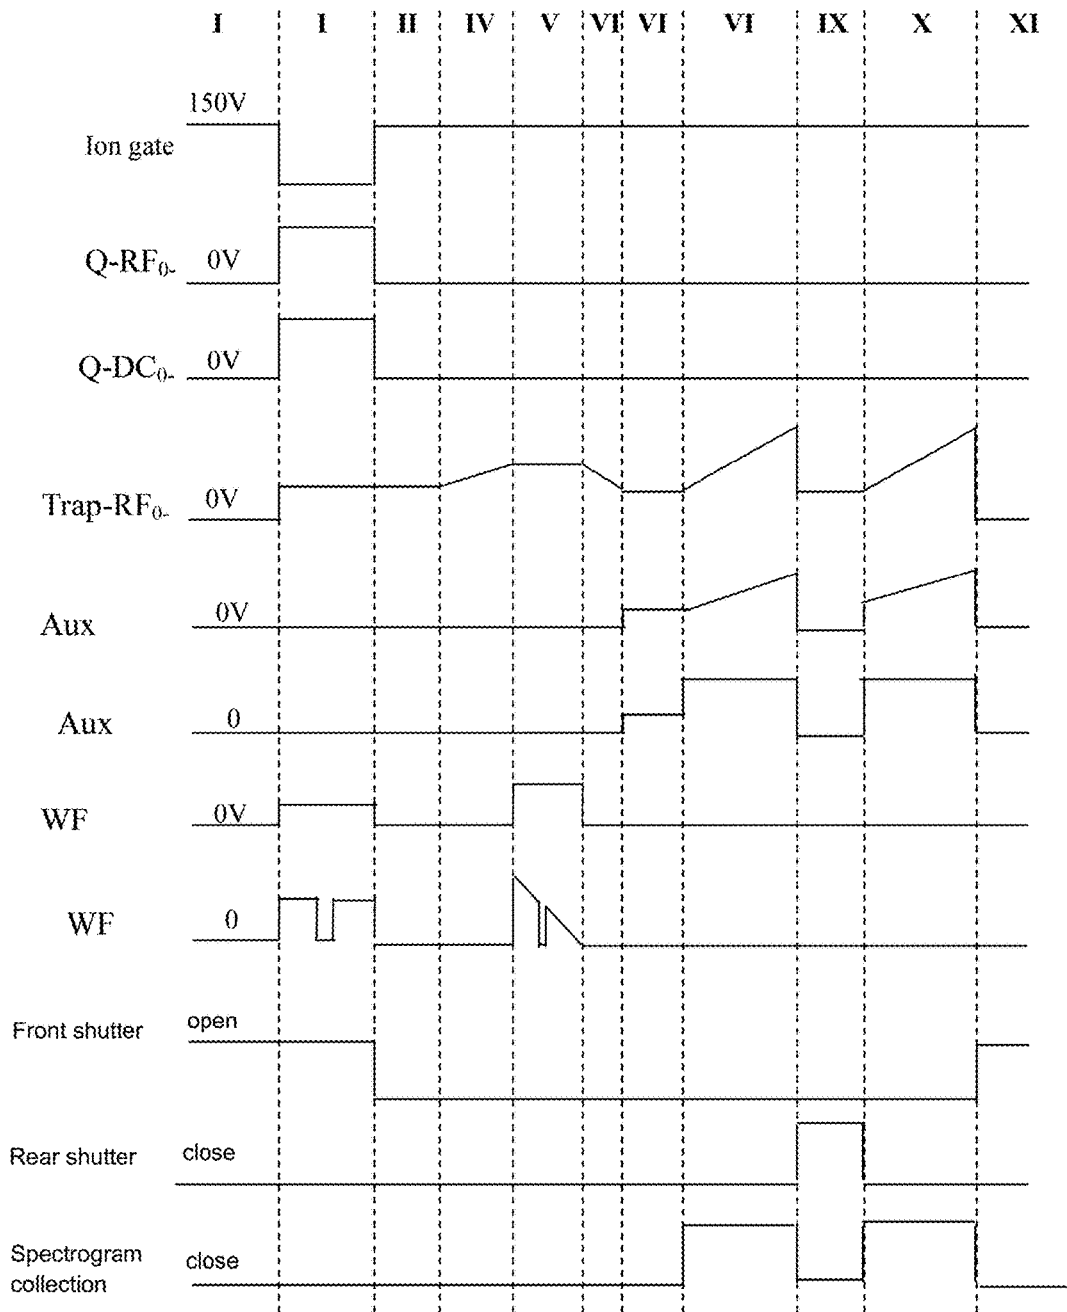 I I II IV V VI VI VI IX X XI
150V
Ion gate
Q-RF0- 0V
Q-DC0- 0V
Trap-RF0- 0V
Aux 0V
Aux 0
WF 0V
WF 0
Front shutter open
Rear shutter close
Spectrogram close
collection